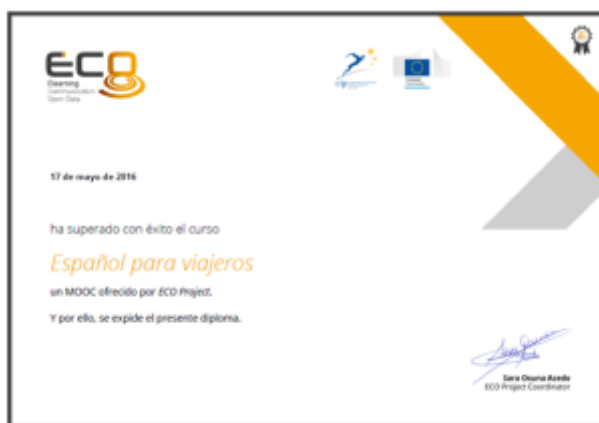 ECO
Elearning
Communication
Open Data
17 de mayo de 2016
ha superado con éxito el curso
Español para viajeros
un MOOC ofrecido por ECO Project.
Y por ello, se expide el presente diploma.
Sara Osuna Acedo
ECO Project Coordinator